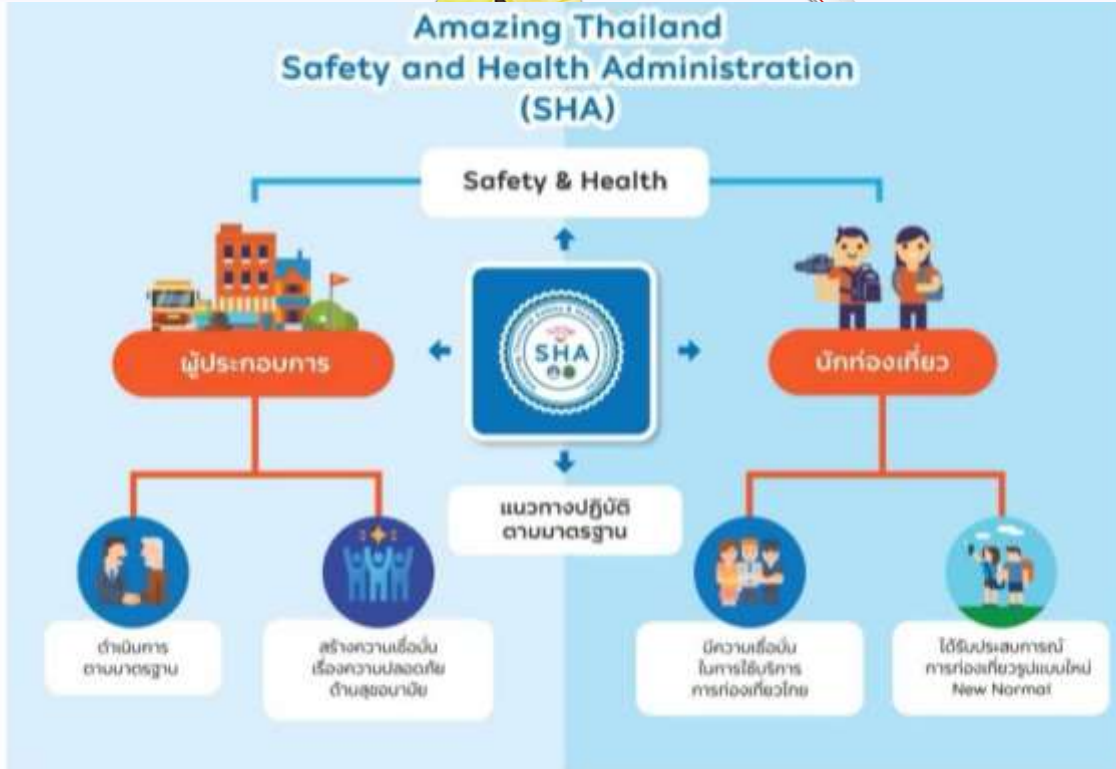 Amazing Thailand
Safety and Health Administration
(SHA)
Safety & Health
SHA
ผู้ประกอบการ
นักท่องเที่ยว
แนวทางปฏิบัติ
ตามมาตรฐาน
ดำเนินการ
ตามมาตรฐาน
สร้างความเชื่อมั่น
เรื่องความปลอดภัย
ด้านสุขอนามัย
มีความเชื่อมั่น
ในการใช้บริการ
การท่องเที่ยวไทย
ได้รับประสบการณ์
การท่องเที่ยวรูปแบบใหม่
New Normal